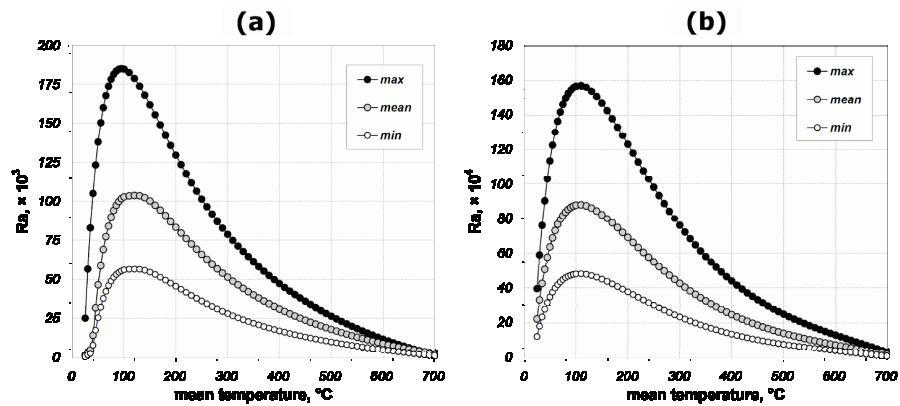 (a)
200
175
150
125
100
75
50
25
0
Ra, × 10³
max
mean
min
0 100 200 300 400 500 600 700
mean temperature, °C
(b)
180
160
140
120
100
80
60
40
20
0
Ra, × 10⁴
max
mean
min
0 100 200 300 400 500 600 700
mean temperature, °C